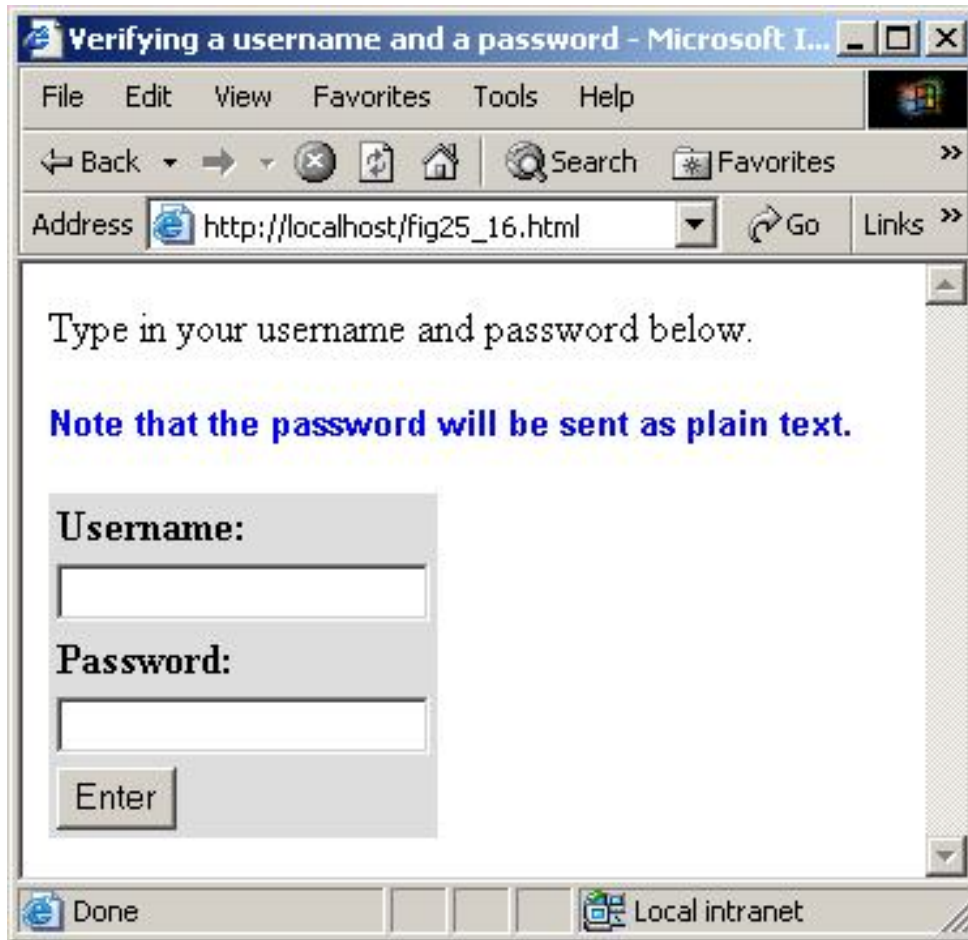 Verifying a username and a password - Microsoft I...
File Edit View Favorites Tools Help
Back Search Favorites »
Address http://localhost/fig25_16.html Go Links »
Type in your username and password below.
Note that the password will be sent as plain text.
Username:
Password:
Enter
Done Local intranet